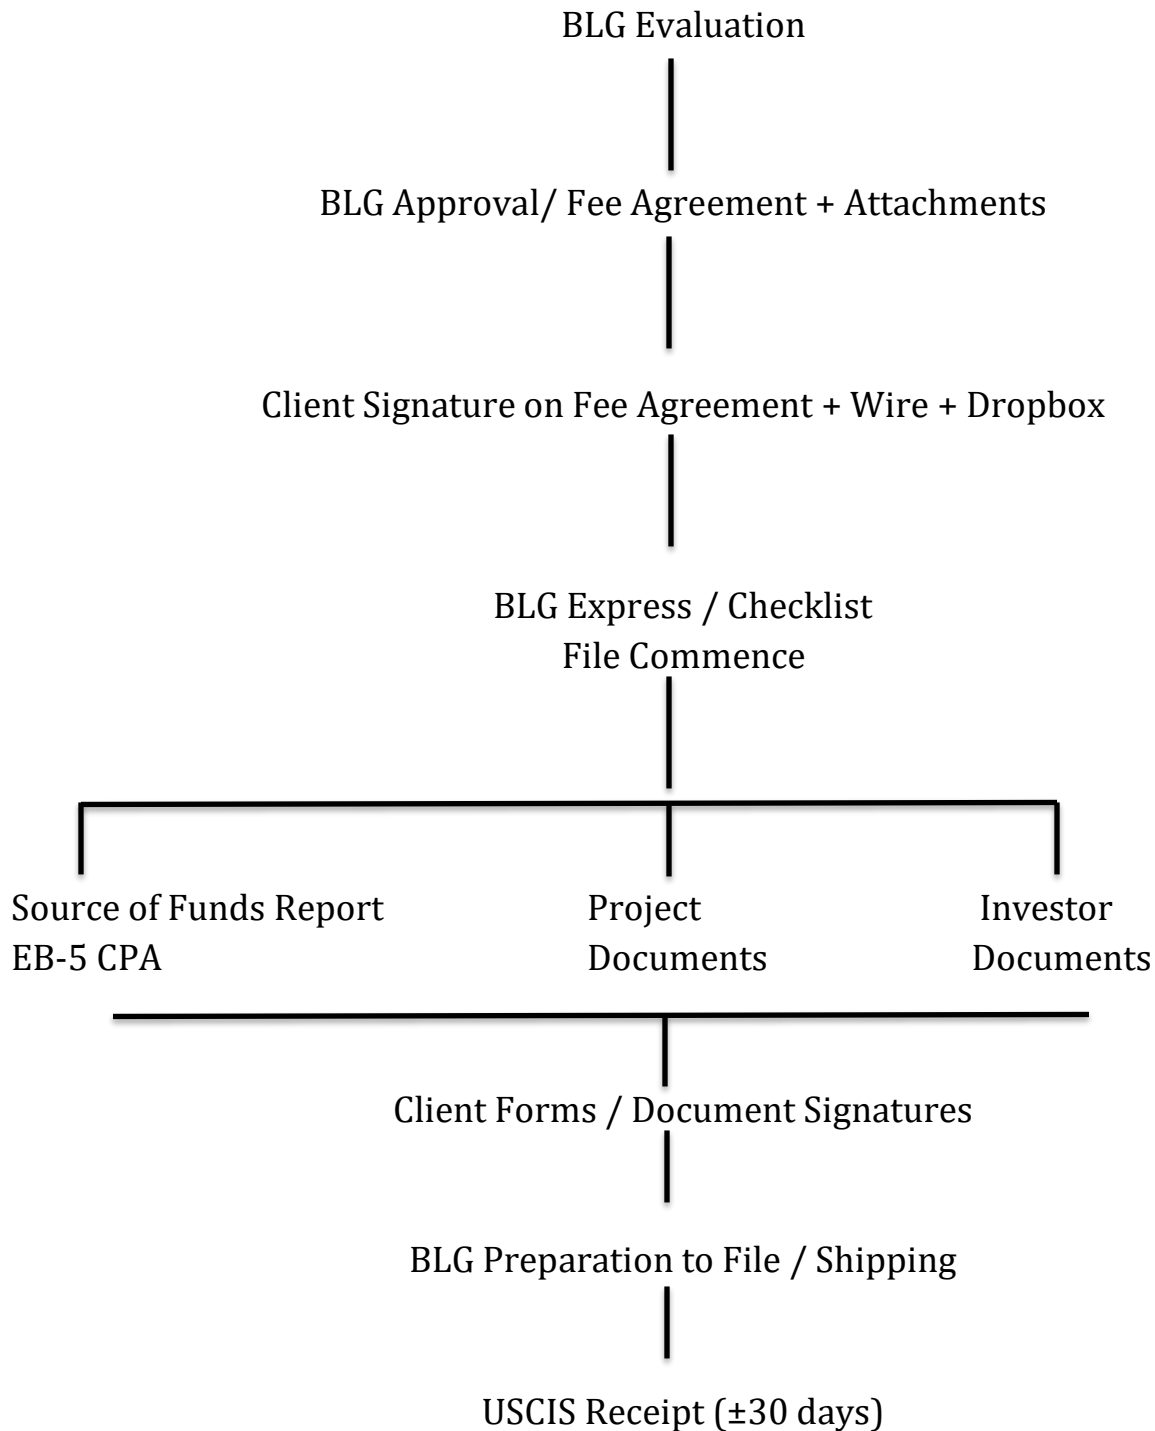 BLG Evaluation
BLG Approval/ Fee Agreement + Attachments
Client Signature on Fee Agreement + Wire + Dropbox
BLG Express / Checklist
File Commence
Source of Funds Report
EB-5 CPA
Project
Documents
Investor
Documents
Client Forms / Document Signatures
BLG Preparation to File / Shipping
USCIS Receipt (±30 days)